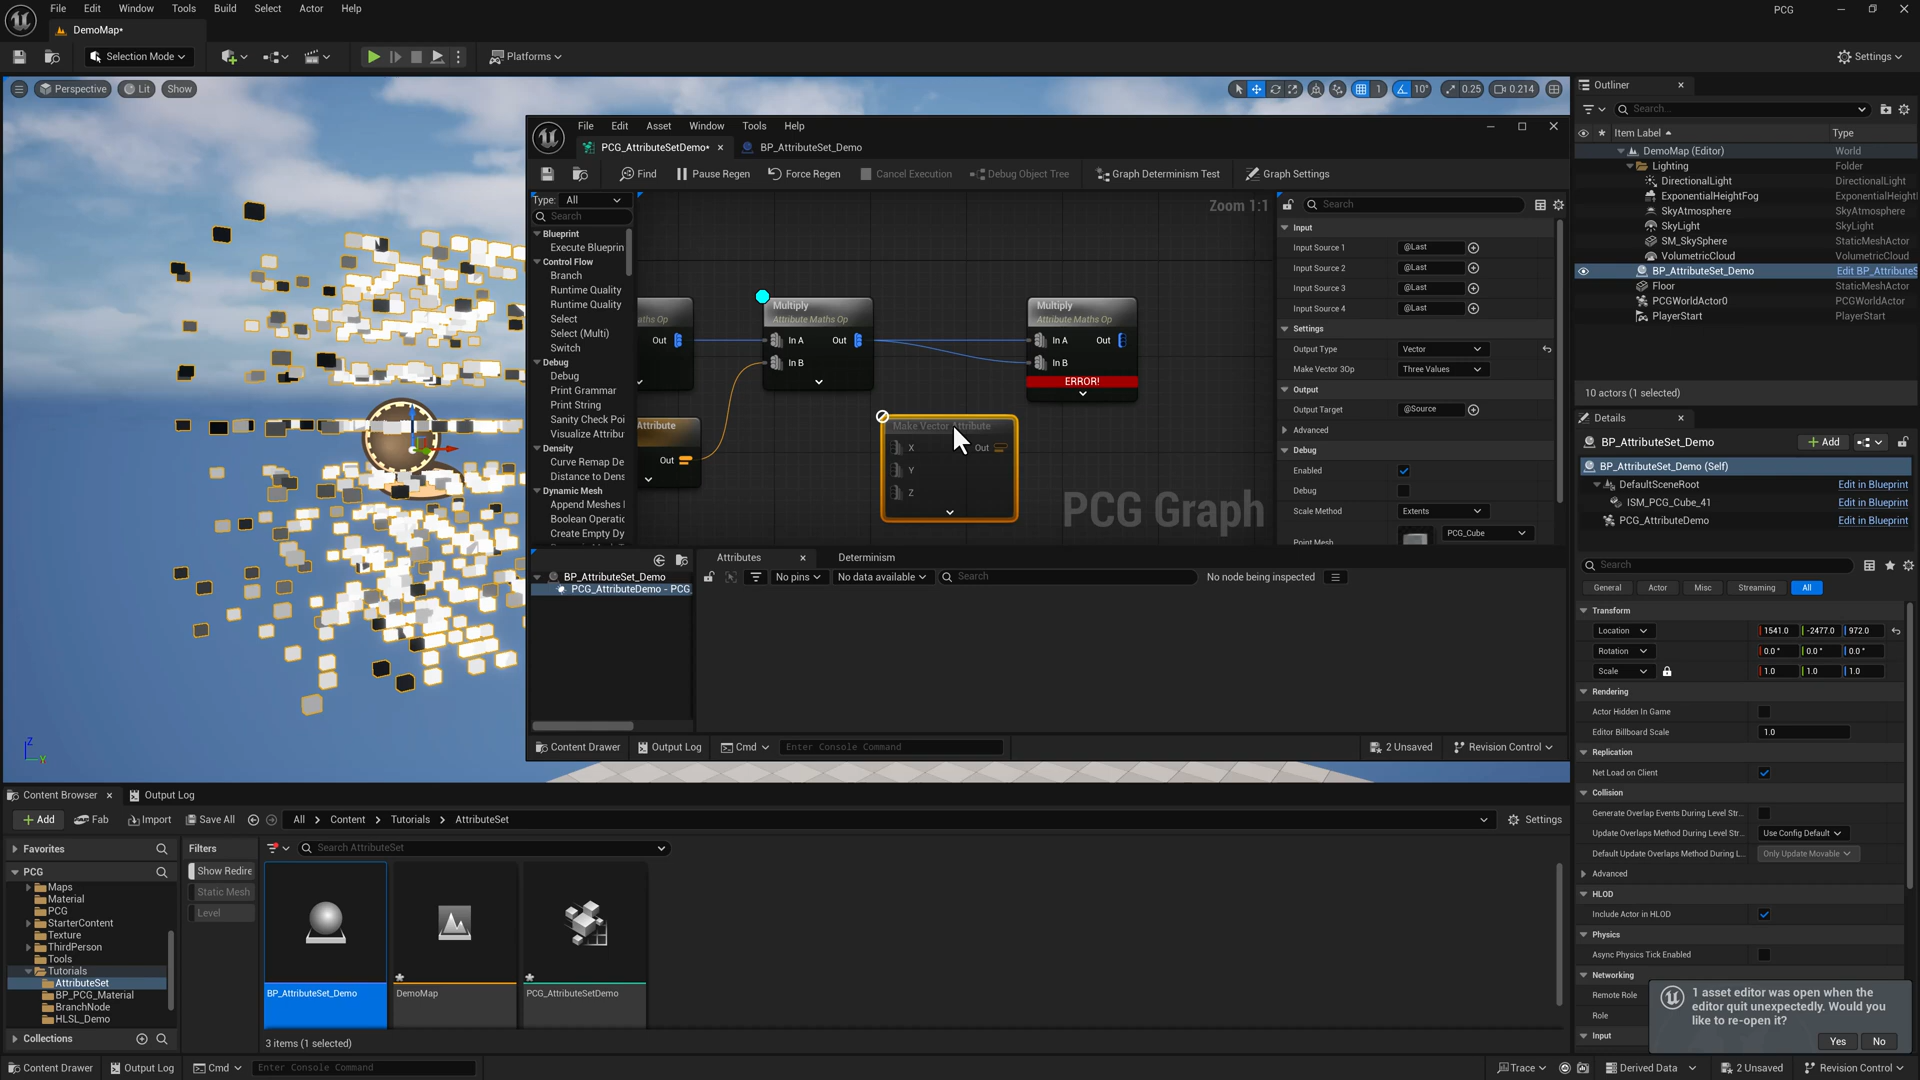 File Edit Window Tools Build Select Actor Help
PCG
DemoMap*
Selection Mode
Platforms
Settings
Perspective Lit Show
1 10° 0.25 0.214
File Edit Asset Window Tools Help
PCG_AttributeSetDemo* BP_AttributeSet_Demo
Find Pause Regen Force Regen Cancel Execution Debug Object Tree Graph Determinism Test Graph Settings
Type: All
Search
Blueprint
Execute Blueprin
Control Flow
Branch
Runtime Quality
Runtime Quality
Select
Select (Multi)
Switch
Debug
Debug
Print Grammar
Print String
Sanity Check Poi
Visualize Attribu
Density
Curve Remap De
Distance to Dens
Dynamic Mesh
Append Meshes
Boolean Operatic
Create Empty Dy
Zoom 1:1
aths Op
Out
Multiply
Attribute Maths Op
In A Out
In B
Multiply
Attribute Maths Op
In A Out
In B
ERROR!
Attribute
Out
Make Vector Attribute
X Out
Y
Z
PCG Graph
Search
Input
Input Source 1 @Last
Input Source 2 @Last
Input Source 3 @Last
Input Source 4 @Last
Settings
Output Type Vector
Make Vector 3Op Three Values
Output
Output Target @Source
Advanced
Debug
Enabled
Debug
Scale Method Extents
Point Mesh PCG_Cube
BP_AttributeSet_Demo
PCG_AttributeDemo - PCG_
Attributes Determinism
No pins No data available Search No node being inspected
Content Drawer Output Log Cmd Enter Console Command 2 Unsaved Revision Control
Outliner
Search...
Item Label Type
DemoMap (Editor) World
Lighting Folder
DirectionalLight DirectionalLight
ExponentialHeightFog ExponentialHeight
SkyAtmosphere SkyAtmosphere
SkyLight SkyLight
SM_SkySphere StaticMeshActor
VolumetricCloud VolumetricCloud
BP_AttributeSet_Demo Edit BP_AttributeS
Floor StaticMeshActor
PCGWorldActor0 PCGWorldActor
PlayerStart PlayerStart
10 actors (1 selected)
Details
BP_AttributeSet_Demo Add
BP_AttributeSet_Demo (Self)
DefaultSceneRoot Edit in Blueprint
ISM_PCG_Cube_41 Edit in Blueprint
PCG_AttributeDemo Edit in Blueprint
Search
General Actor Misc Streaming All
Transform
Location 1541.0 -2477.0 972.0
Rotation 0.0 ° 0.0 ° 0.0 °
Scale 1.0 1.0 1.0
Rendering
Actor Hidden In Game
Editor Billboard Scale 1.0
Replication
Net Load on Client
Collision
Generate Overlap Events During Level Str...
Update Overlaps Method During Level Str... Use Config Default
Default Update Overlaps Method During L... Only Update Movable
Advanced
HLOD
Include Actor in HLOD
Physics
Async Physics Tick Enabled
Networking
Remote Role
Role
Input
1 asset editor was open when the
editor quit unexpectedly. Would you
like to re-open it?
Yes No
Z
Y
Content Browser Output Log
Add Fab Import Save All All Content Tutorials AttributeSet Settings
Favorites
PCG
Maps
Material
PCG
StarterContent
Texture
ThirdPerson
Tools
Tutorials
AttributeSet
BP_PCG_Material
BranchNode
HLSL_Demo
Collections
Filters
Show Redire
Static Mesh
Level
Search AttributeSet
BP_AttributeSet_Demo DemoMap PCG_AttributeSetDemo
3 items (1 selected)
Content Drawer Output Log Cmd Enter Console Command Trace Derived Data 2 Unsaved Revision Control